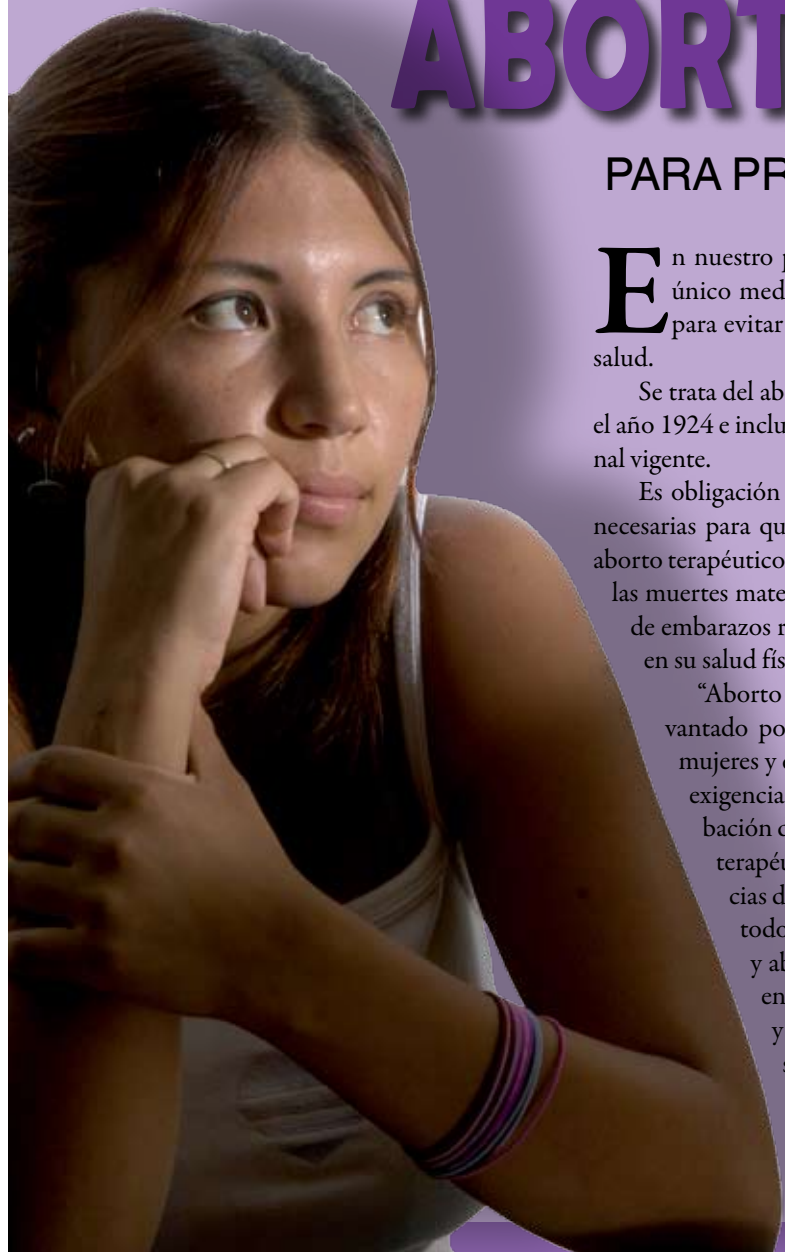 ABORT
PARA PR
En nuestro p
único med
para evitar
salud.
Se trata del ab
el año 1924 e inclu
nal vigente.
Es obligación
necesarias para qu
aborto terapéutico
las muertes mate
de embarazos r
en su salud fís
“Aborto
vantado po
mujeres y
exigencia
bación d
terapéu
cias d
todo
y ab
en
y
s